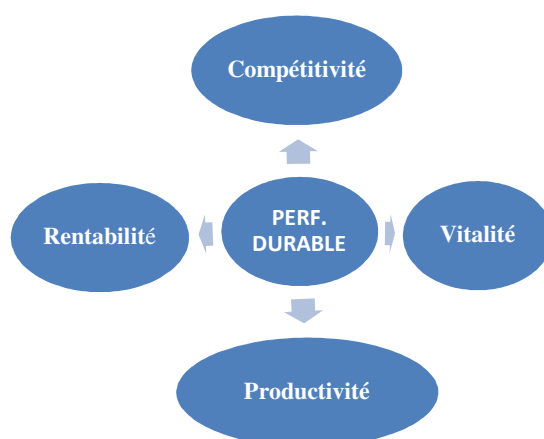 Compétitivité
Rentabilité
PERF.
DURABLE
Vitalité
Productivité